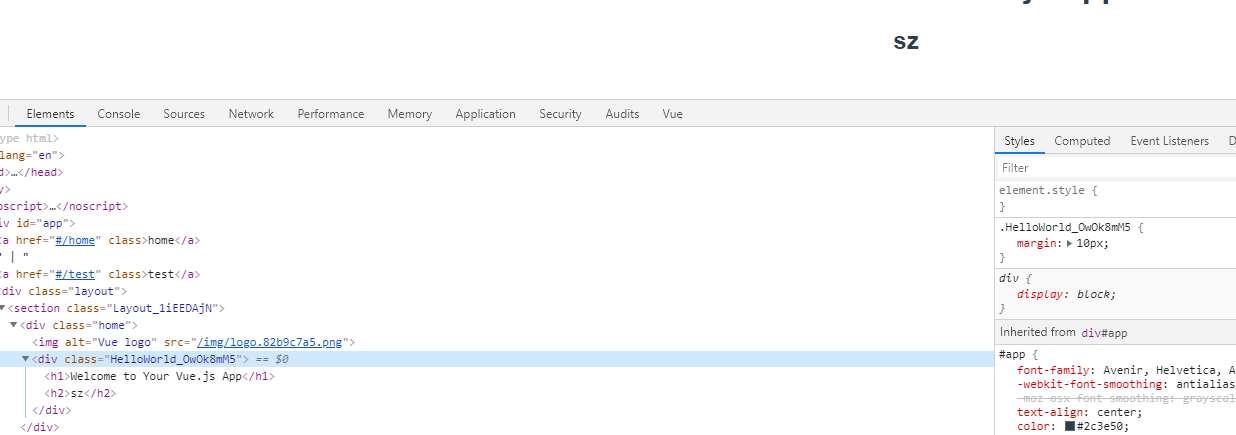 sz
Elements Console Sources Network Performance Memory Application Security Audits Vue
ype html>
lang="en">
d>…</head>
y>
oscript>…</noscript>
iv id="app">
a href="#/home" class>home</a>
" | "
a href="#/test" class>test</a>
div class="layout">
<section class="Layout_1iEEDAjN">
<div class="home">
<img alt="Vue logo" src="/img/logo.82b9c7a5.png">
<div class="HelloWorld_OwOk8mM5"> == $0
<h1>Welcome to Your Vue.js App</h1>
<h2>sz</h2>
</div>
</div>
Styles Computed Event Listeners D
Filter
element.style {
}
.HelloWorld_OwOk8mM5 {
margin: 10px;
}
div {
display: block;
}
Inherited from div#app
#app {
font-family: Avenir, Helvetica, A
-webkit-font-smoothing: antialias
-moz-osx-font-smoothing: grayscal
text-align: center;
color: #2c3e50;